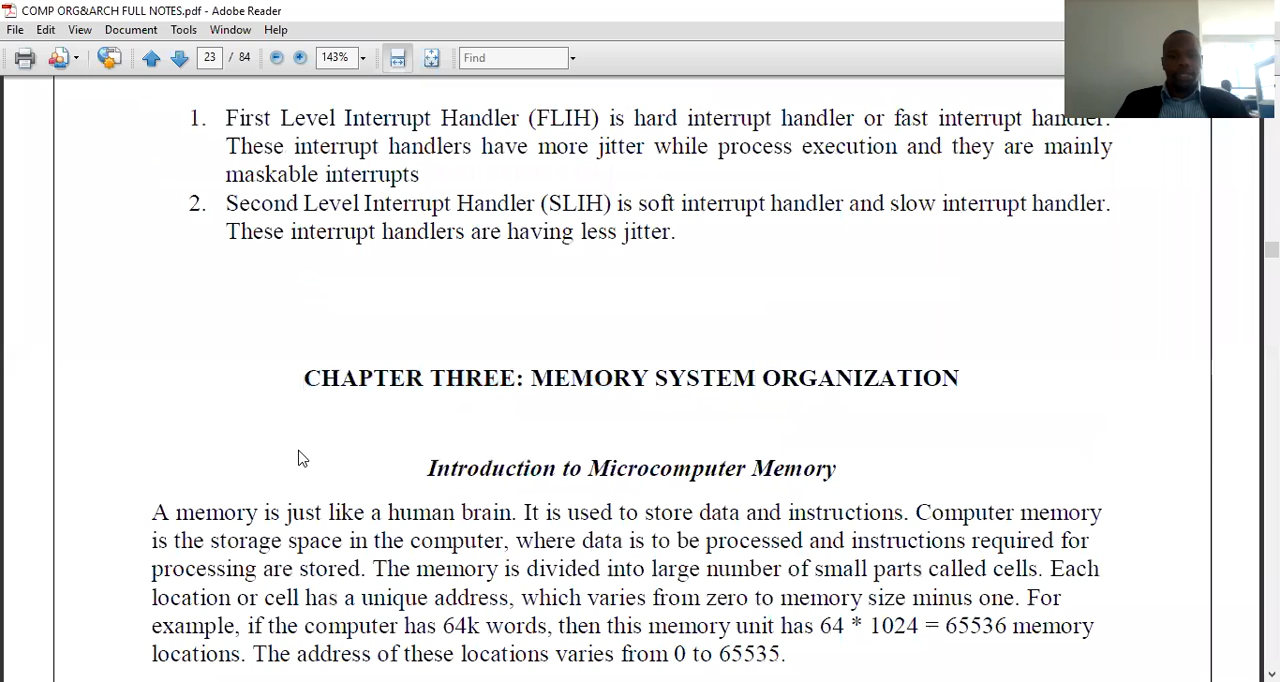 COMP ORG&ARCH FULL NOTES.pdf - Adobe Reader
File Edit View Document Tools Window Help
23 / 84 143% Find
1. First Level Interrupt Handler (FLIH) is hard interrupt handler or fast interrupt handler.
These interrupt handlers have more jitter while process execution and they are mainly
maskable interrupts
2. Second Level Interrupt Handler (SLIH) is soft interrupt handler and slow interrupt handler.
These interrupt handlers are having less jitter.
CHAPTER THREE: MEMORY SYSTEM ORGANIZATION
Introduction to Microcomputer Memory
A memory is just like a human brain. It is used to store data and instructions. Computer memory
is the storage space in the computer, where data is to be processed and instructions required for
processing are stored. The memory is divided into large number of small parts called cells. Each
location or cell has a unique address, which varies from zero to memory size minus one. For
example, if the computer has 64k words, then this memory unit has 64 * 1024 = 65536 memory
locations. The address of these locations varies from 0 to 65535.